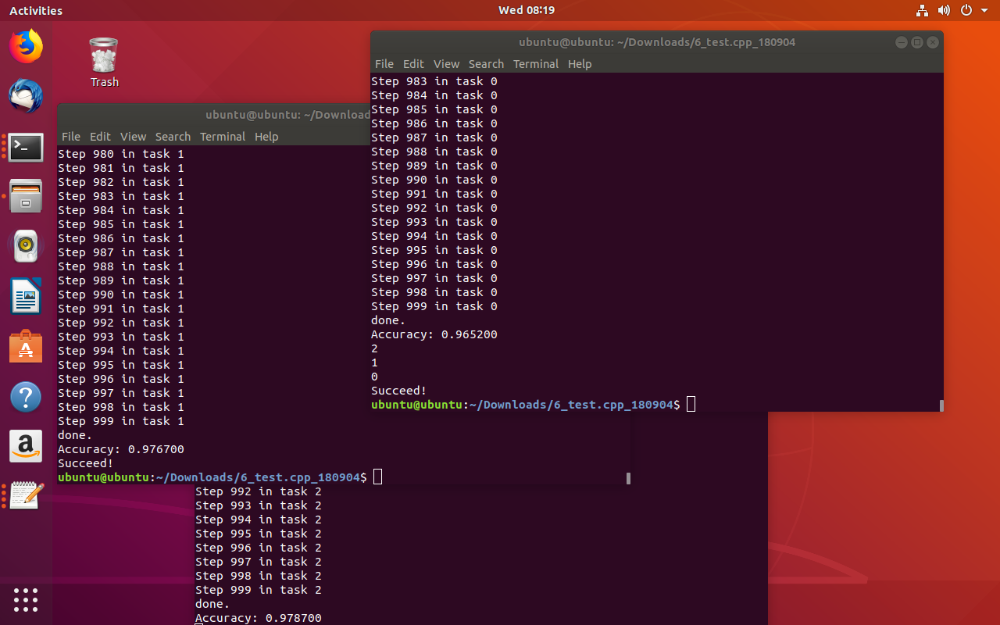 Activities
Wed 08:19
Trash
ubuntu@ubuntu: ~/Downloads/6_test.cpp_180904
File Edit View Search Terminal Help
Step 983 in task 0
Step 984 in task 0
Step 985 in task 0
Step 986 in task 0
Step 987 in task 0
Step 988 in task 0
Step 989 in task 0
Step 990 in task 0
Step 991 in task 0
Step 992 in task 0
Step 993 in task 0
Step 994 in task 0
Step 995 in task 0
Step 996 in task 0
Step 997 in task 0
Step 998 in task 0
Step 999 in task 0
done.
Accuracy: 0.965200
2
1
0
Succeed!
ubuntu@ubuntu:~/Downloads/6_test.cpp_180904$
ubuntu@ubuntu: ~/Download
File Edit View Search Terminal Help
Step 980 in task 1
Step 981 in task 1
Step 982 in task 1
Step 983 in task 1
Step 984 in task 1
Step 985 in task 1
Step 986 in task 1
Step 987 in task 1
Step 988 in task 1
Step 989 in task 1
Step 990 in task 1
Step 991 in task 1
Step 992 in task 1
Step 993 in task 1
Step 994 in task 1
Step 995 in task 1
Step 996 in task 1
Step 997 in task 1
Step 998 in task 1
Step 999 in task 1
done.
Accuracy: 0.976700
Succeed!
ubuntu@ubuntu:~/Downloads/6_test.cpp_180904$
Step 992 in task 2
Step 993 in task 2
Step 994 in task 2
Step 995 in task 2
Step 996 in task 2
Step 997 in task 2
Step 998 in task 2
Step 999 in task 2
done.
Accuracy: 0.978700